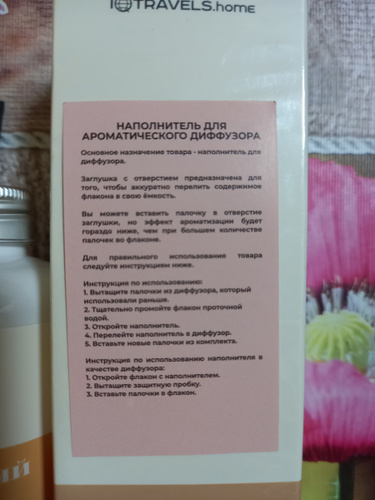 TRAVELS.home
НАПОЛНИТЕЛЬ ДЛЯ
АРОМАТИЧЕСКОГО ДИФФУЗОРА
Основное назначение товара - наполнитель для
диффузора.
Заглушка с отверстием предназначена для
того, чтобы аккуратно перелить содержимое
флакона в свою ёмкость.
Вы можете вставить палочку в отверстие
заглушки, но эффект ароматизации будет
гораздо ниже, чем при большем количестве
палочек во флаконе.
Для правильного использования товара
следуйте инструкциям ниже.
Инструкция по использованию:
1. Вытащите палочки из диффузора, который
использовали раньше.
2. Тщательно промойте флакон проточной
водой.
3. Откройте наполнитель.
4. Перелейте наполнитель в диффузор.
5. Вставьте новые палочки из комплекта.
Инструкция по использованию наполнителя в
качестве диффузора:
1. Откройте флакон с наполнителем.
2. Вытащите защитную пробку.
3. Вставьте палочки в флакон.